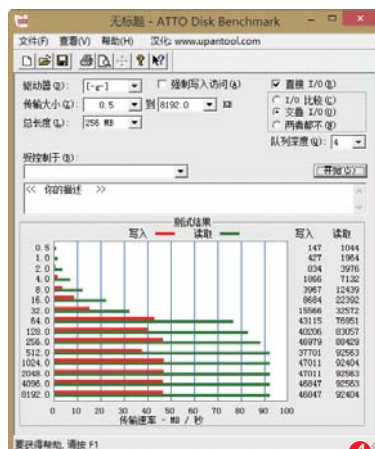 无标题 - ATTO Disk Benchmark
文件(F) 查看(V) 帮助(H) 汉化: www.upantool.com
驱动器(D): [-c-] 强制写入访问(A) 直接 I/O(R)
传输大小(Z): 0.5 到 8192.0 KB I/O 比较(C)
交叠 I/O(O)
总长度(L): 256 MB 两者都不(N)
队列深度(Q): 4
受控制于(D):
开始(S)
<< 你的描述 >>
测试结果
写入 读取 写入 读取
0.5 147 1044
1.0 427 1964
2.0 834 3976
4.0 1866 7132
8.0 3967 12439
16.0 8684 22392
32.0 15566 32572
64.0 43115 76951
128.0 40206 83057
256.0 46979 88429
512.0 37701 92563
1024.0 47011 92404
2048.0 47011 92563
4096.0 46847 92563
8192.0 46847 92404
0 10 20 30 40 50 60 70 80 90 100
传输速率 - MB / 秒
要获得帮助, 请按 F1
4